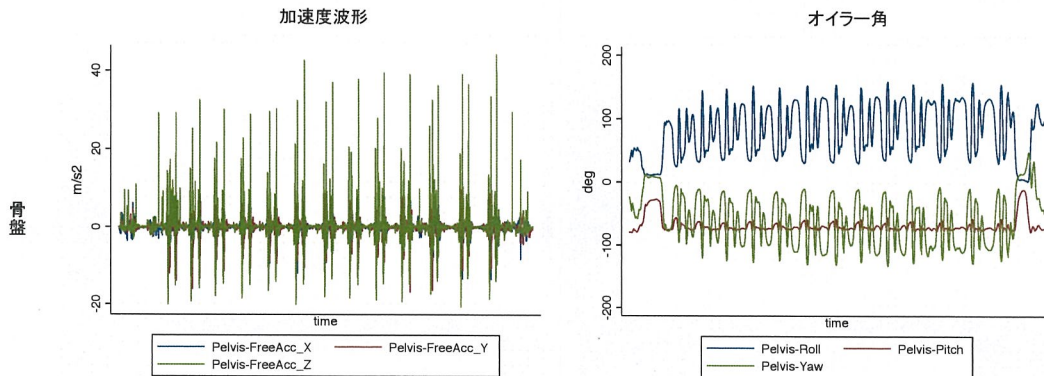 加速度波形
オイラー角
骨盤
m/s2
40
20
0
-20
time
Pelvis-FreeAcc_X
Pelvis-FreeAcc_Y
Pelvis-FreeAcc_Z
deg
200
100
0
-100
-200
time
Pelvis-Roll
Pelvis-Pitch
Pelvis-Yaw